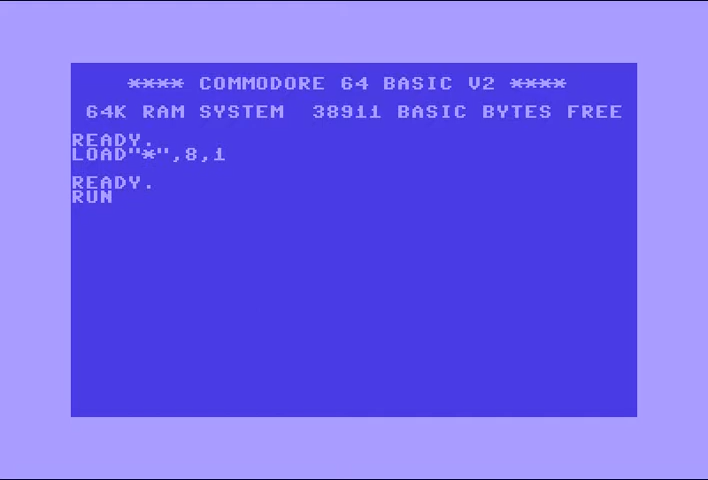 **** COMMODORE 64 BASIC V2 ****
64K RAM SYSTEM  38911 BASIC BYTES FREE
READY.
LOAD"*",8,1
READY.
RUN